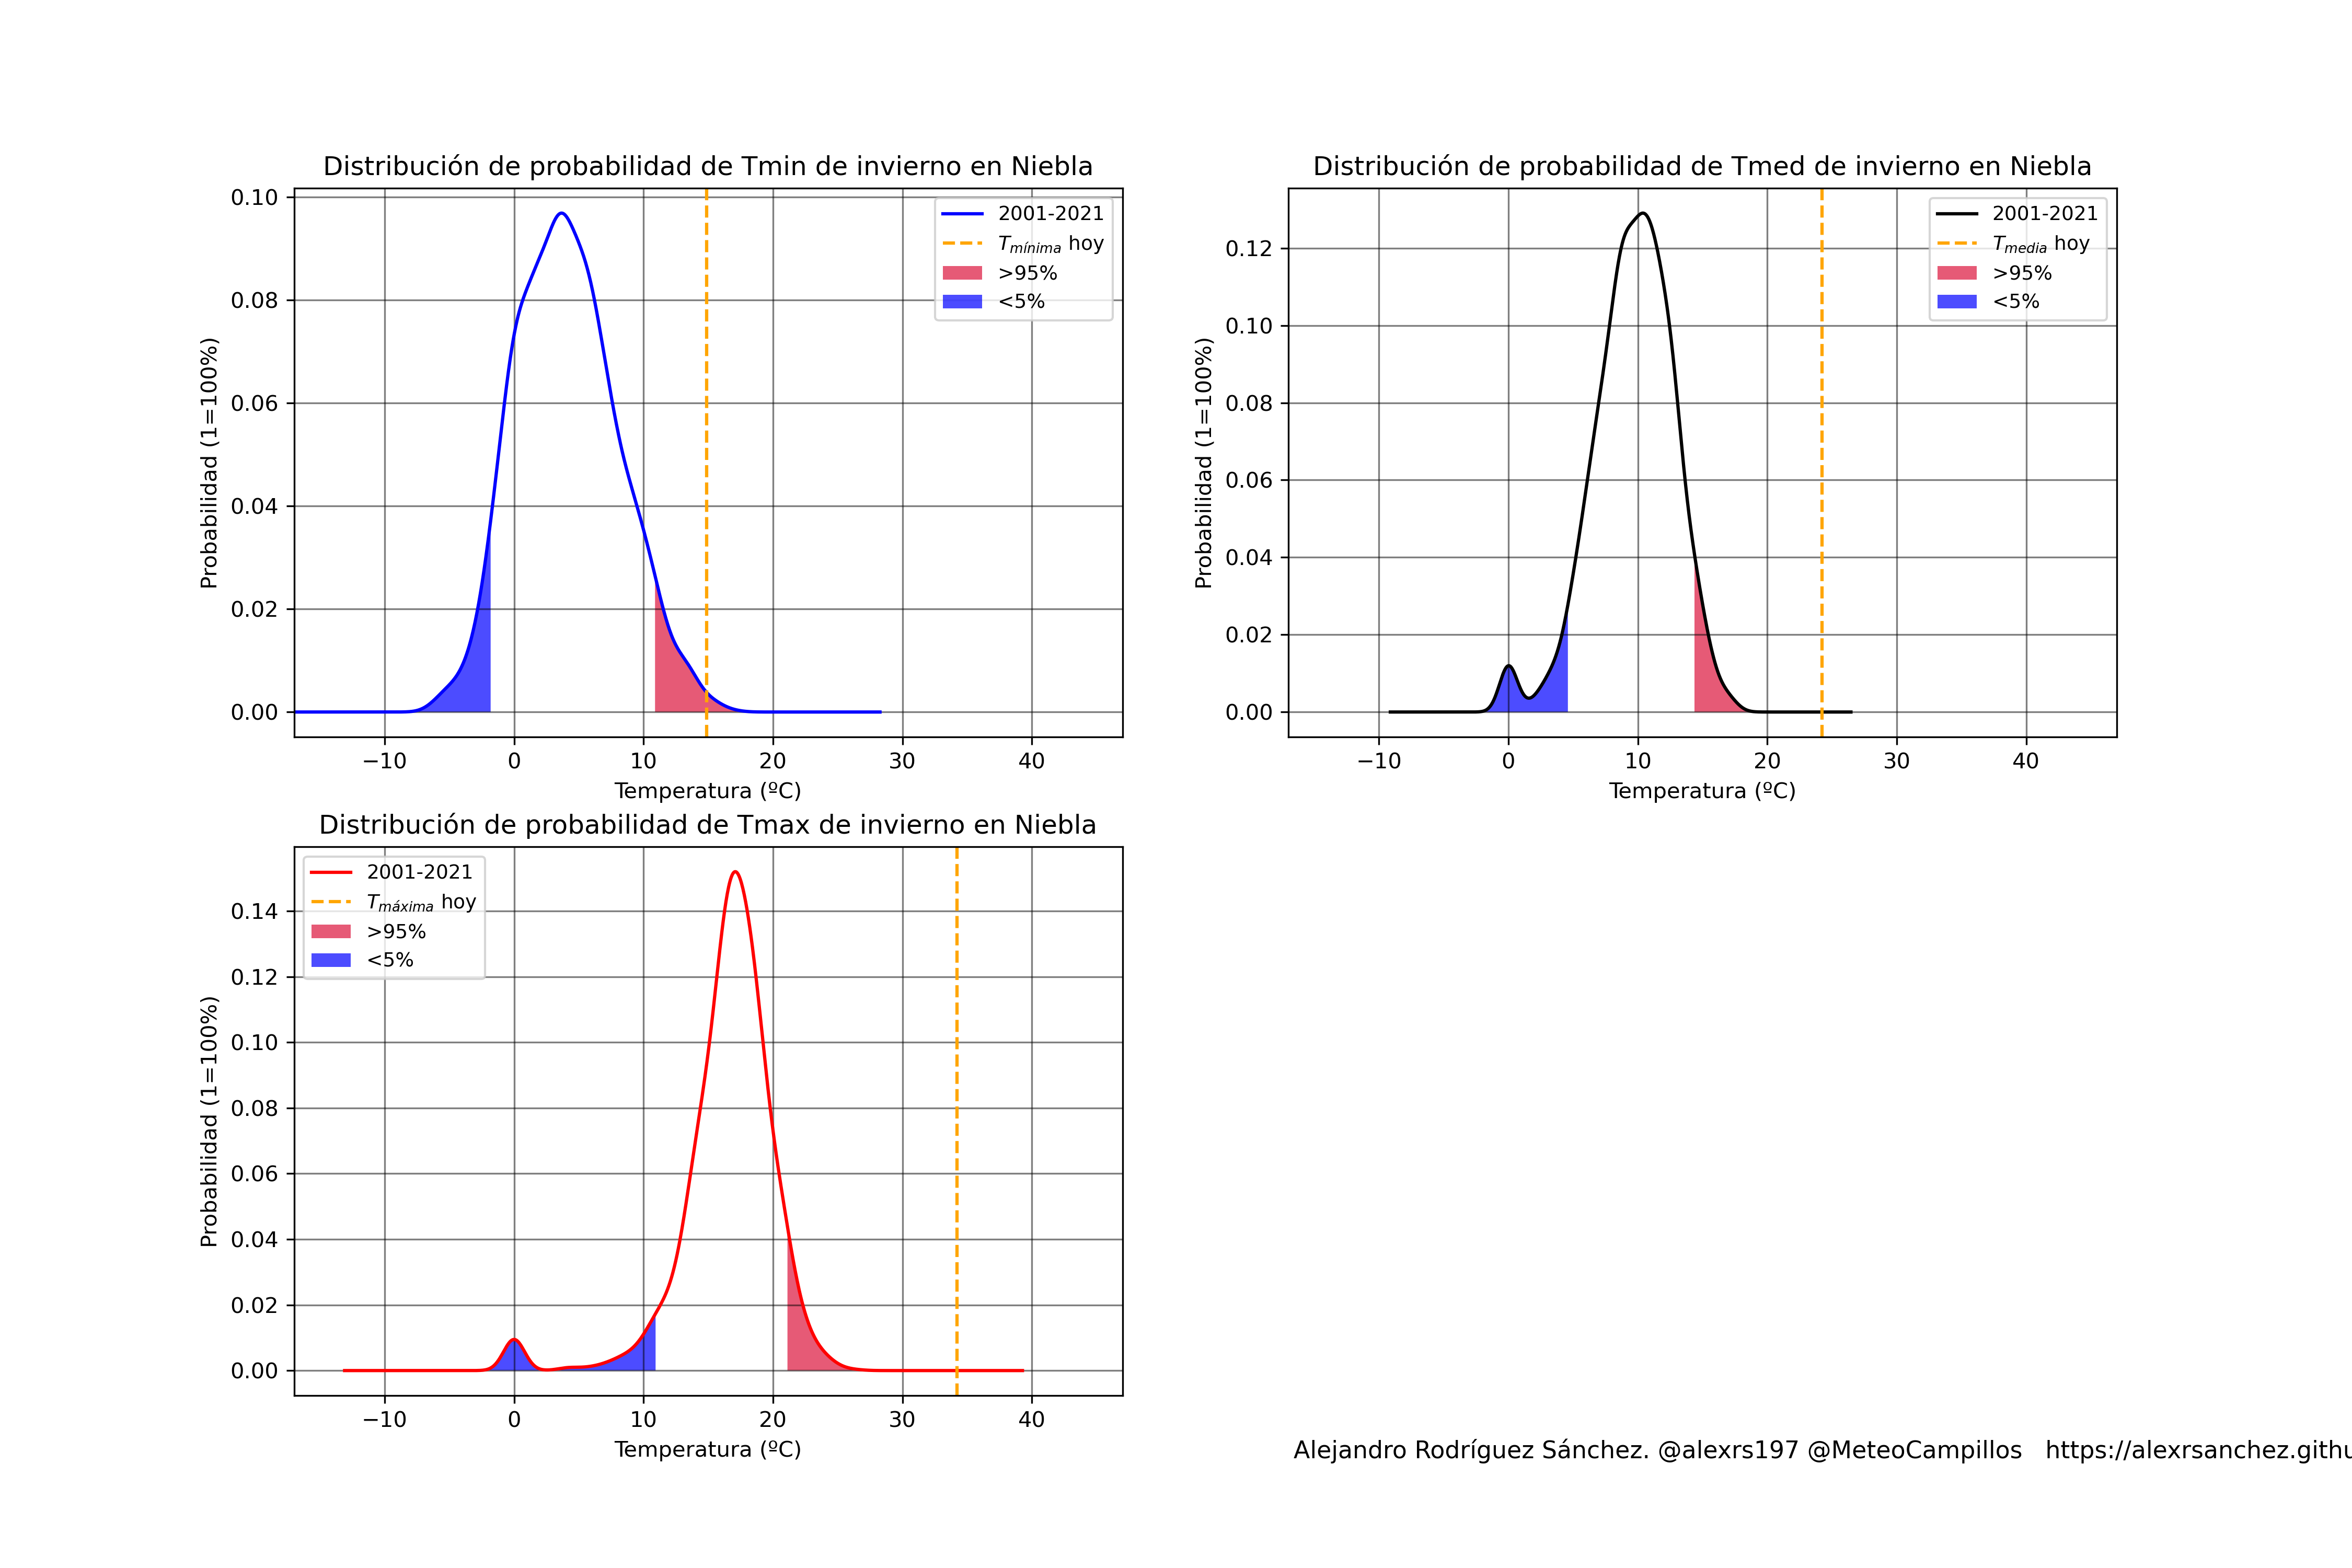 Distribución de probabilidad de Tmin de invierno en Niebla
0.10
0.08
0.06
0.04
0.02
0.00
Probabilidad (1=100%)
2001-2021
Tmínima hoy
>95%
<5%
−10 0 10 20 30 40
Temperatura (ºC)
Distribución de probabilidad de Tmed de invierno en Niebla
0.12
0.10
0.08
0.06
0.04
0.02
0.00
Probabilidad (1=100%)
2001-2021
Tmedia hoy
>95%
<5%
−10 0 10 20 30 40
Temperatura (ºC)
Distribución de probabilidad de Tmax de invierno en Niebla
0.14
0.12
0.10
0.08
0.06
0.04
0.02
0.00
Probabilidad (1=100%)
2001-2021
Tmáxima hoy
>95%
<5%
−10 0 10 20 30 40
Temperatura (ºC)
Alejandro Rodríguez Sánchez. @alexrs197 @MeteoCampillos https://alexrsanchez.githu